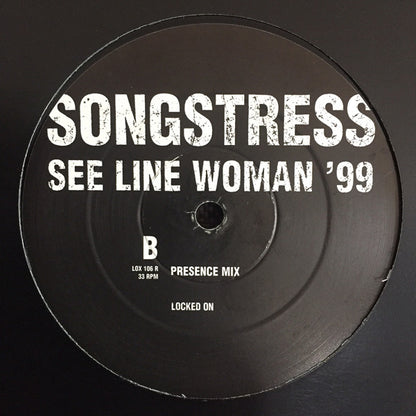 SONGSTRESS
SEE LINE WOMAN ’99
B
LOX 106 R
33 RPM
PRESENCE MIX
LOCKED ON